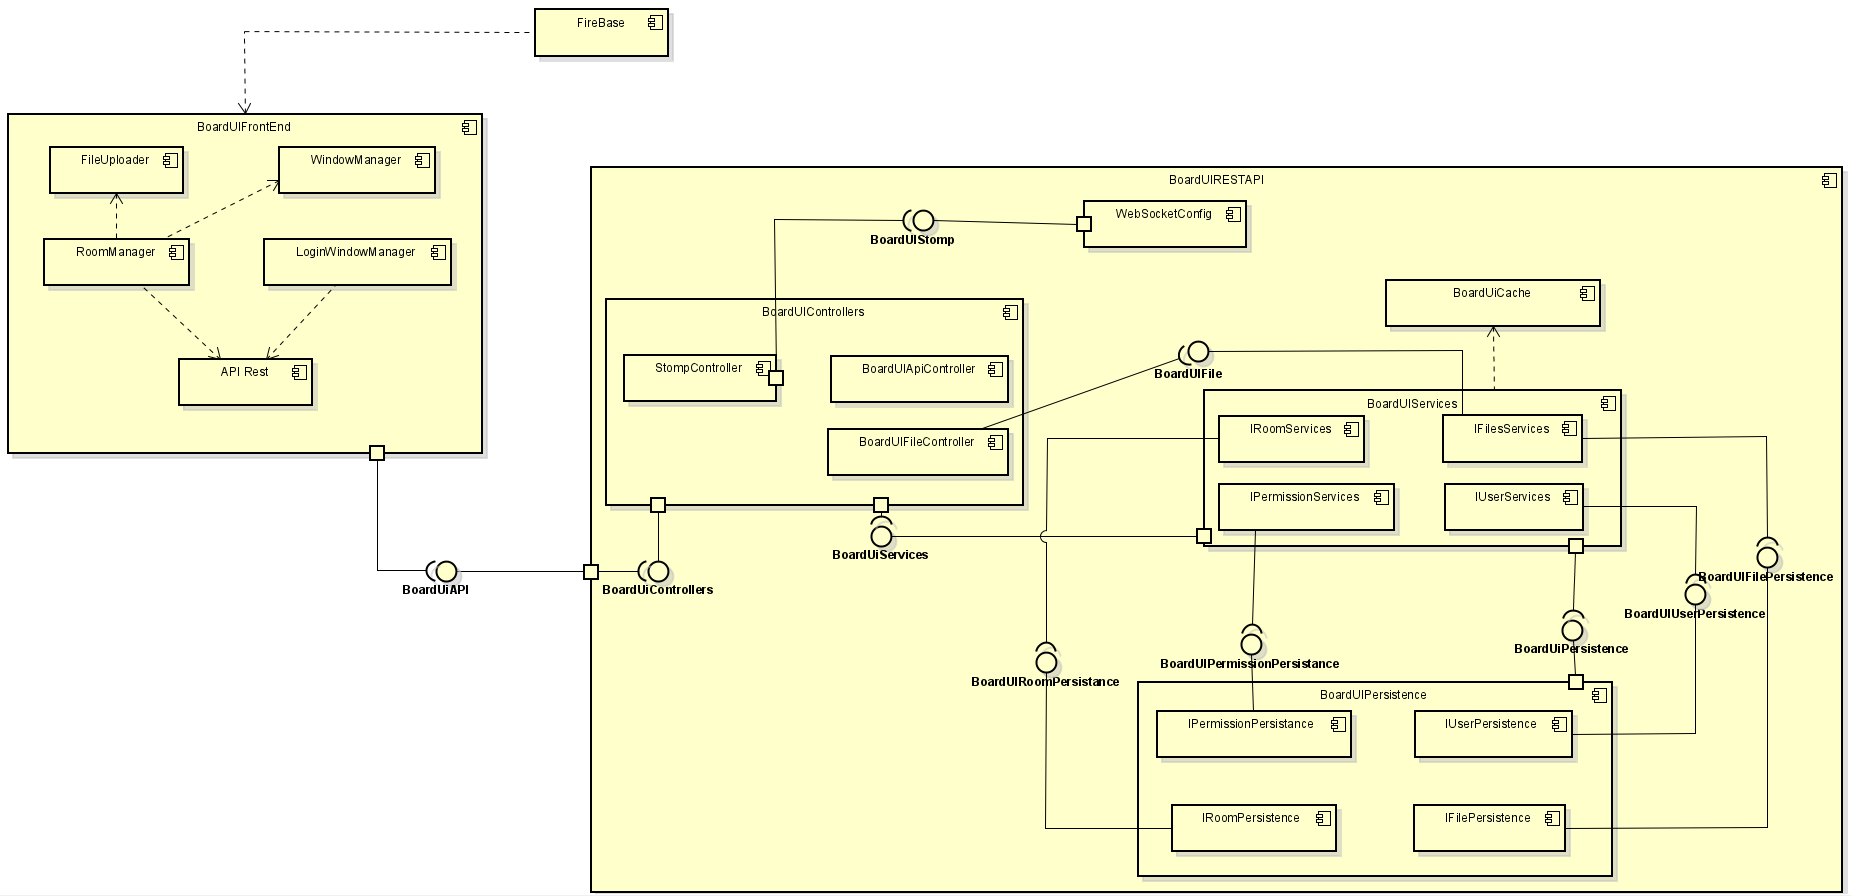 FireBase
BoardUIFrontEnd
FileUploader
WindowManager
RoomManager
LoginWindowManager
API Rest
BoardUiAPI
BoardUIRESTAPI
WebSocketConfig
BoardUIStomp
BoardUiCache
BoardUIControllers
StompController
BoardUIApiController
BoardUIFileController
BoardUIFile
BoardUIServices
IRoomServices
IFilesServices
IPermissionServices
IUserServices
BoardUiServices
BoardUiControllers
BoardUIFilePersistence
BoardUIUserPersistence
BoardUiPersistence
BoardUIPermissionPersistance
BoardUIRoomPersistance
BoardUIPersistence
IPermissionPersistance
IUserPersistence
IRoomPersistence
IFilePersistence